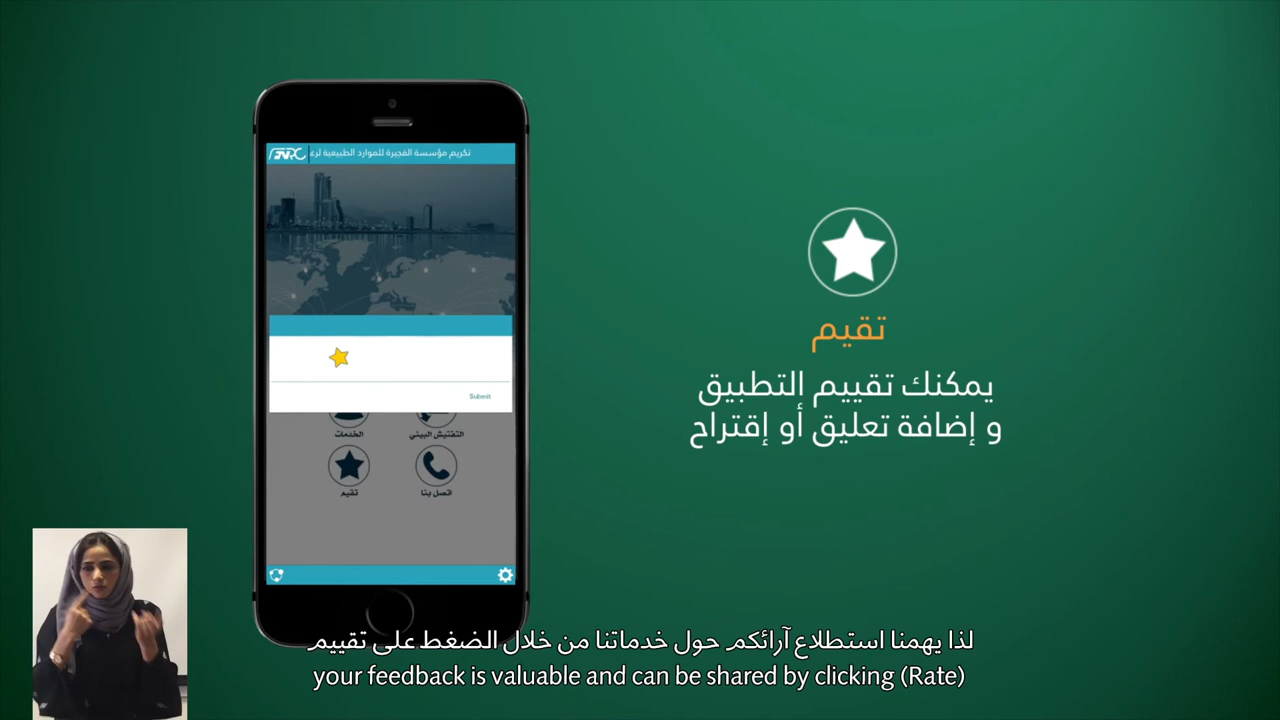 FNRC
تكريم مؤسسة الفجيرة للموارد الطبيعية لرع
Submit
التفتيش البيئي
الخدمات
اتصل بنا
تقيم
تقيم
يمكنك تقييم التطبيق
و إضافة تعليق أو إقتراح
لذا يهمنا استطلاع آرائكم حول خدماتنا من خلال الضغط على تقييم
your feedback is valuable and can be shared by clicking (Rate)